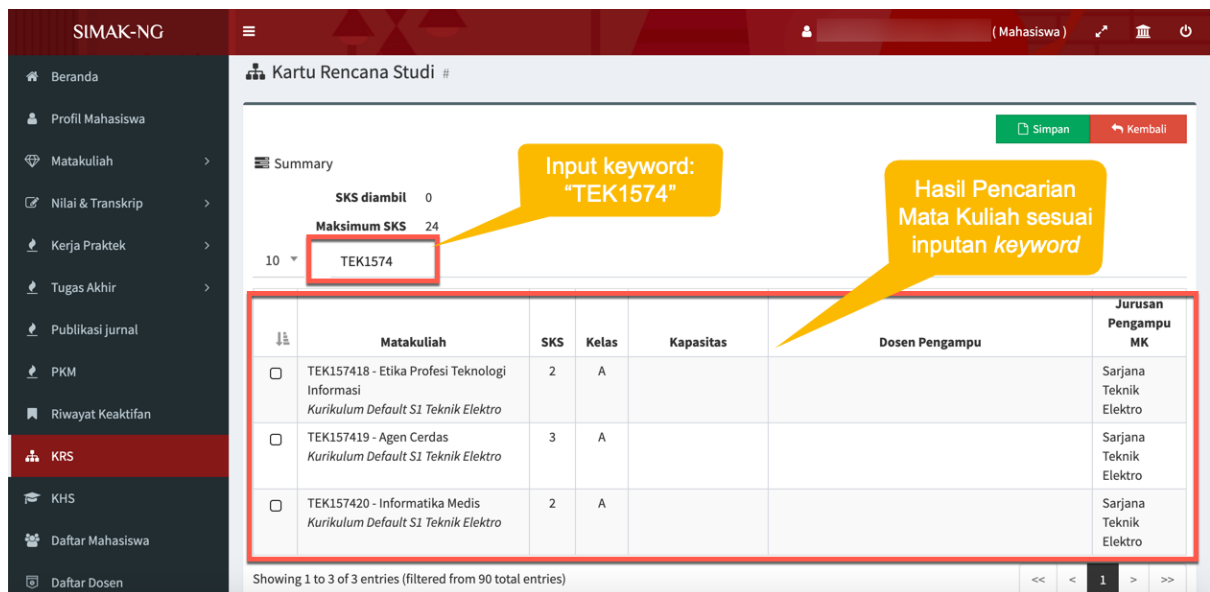 SIMAK-NG
( Mahasiswa )
Beranda
Profil Mahasiswa
Matakuliah
Nilai & Transkrip
Kerja Praktek
Tugas Akhir
Publikasi jurnal
PKM
Riwayat Keaktifan
KRS
KHS
Daftar Mahasiswa
Daftar Dosen
Kartu Rencana Studi #
Simpan
Kembali
Summary
SKS diambil 0
Maksimum SKS 24
10
TEK1574
Input keyword:
“TEK1574”
Hasil Pencarian
Mata Kuliah sesuai
inputan keyword
Matakuliah SKS Kelas Kapasitas Dosen Pengampu Jurusan
Pengampu
MK
TEK157418 - Etika Profesi Teknologi 2 A Sarjana
Informasi Teknik
Kurikulum Default S1 Teknik Elektro Elektro
TEK157419 - Agen Cerdas 3 A Sarjana
Kurikulum Default S1 Teknik Elektro Teknik
Elektro
TEK157420 - Informatika Medis 2 A Sarjana
Kurikulum Default S1 Teknik Elektro Teknik
Elektro
Showing 1 to 3 of 3 entries (filtered from 90 total entries)
<< < 1 > >>